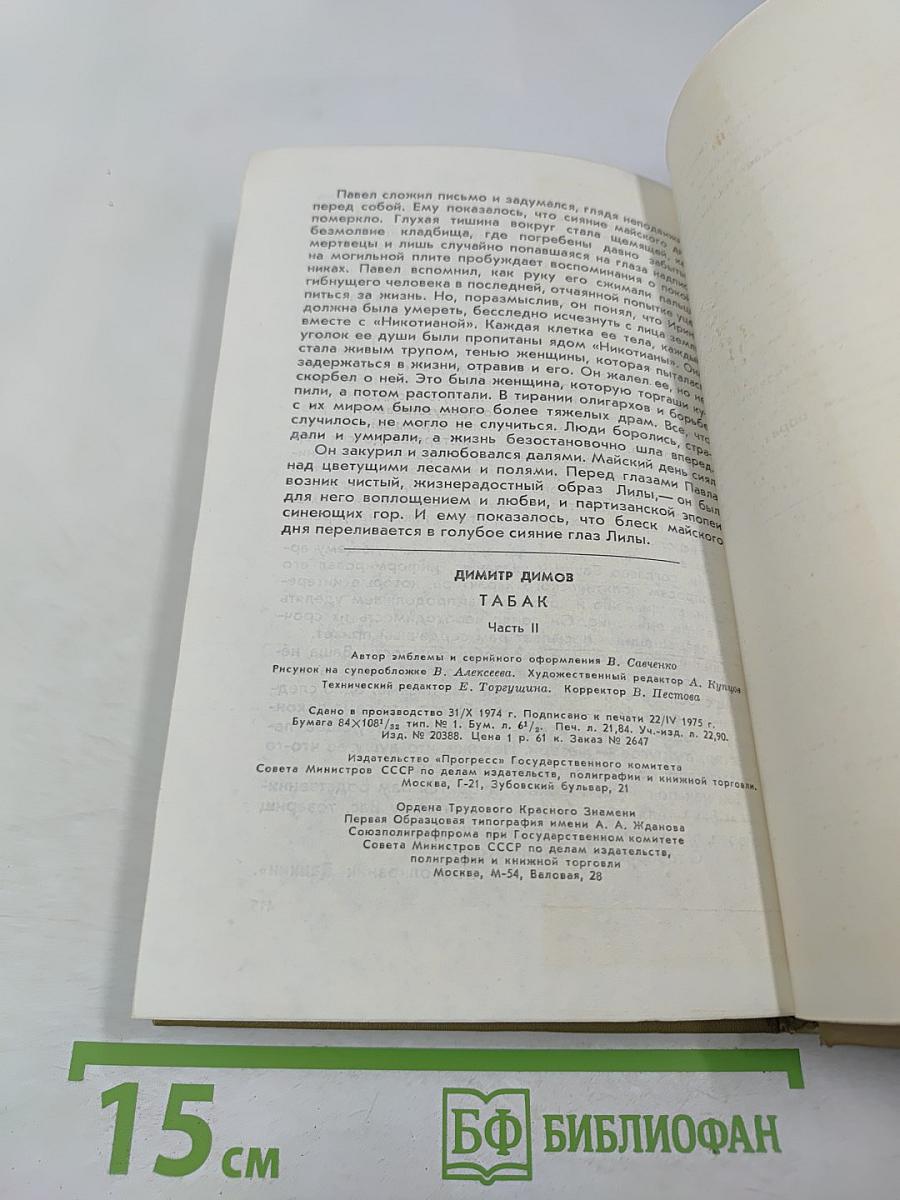 Павел сложил письмо и задумался, глядя неподвижно
перед собой. Ему показалось, что сияние майского
померкло. Глухая тишина вокруг стала щемящей,
безмолвие кладбища, где погребены давно забыты
мертвецы и лишь случайно попавшаяся на глаза надпис
на могильной плите пробуждает воспоминания о покой
никах. Павел вспомнил, как руку его сжимали пальц
гибнущего человека в последней, отчаянной попытке уце
питься за жизнь. Но, поразмыслив, он понял, что Ирин
должна была умереть, бесследно исчезнуть с лица земл
вместе с «Никотианой». Каждая клетка ее тела, каждый
уголок ее души были пропитаны ядом «Никотианы». Он
стала живым трупом, тенью женщины, которая пыталас
задержаться в жизни, отравив и его. Он жалел ее, но не
скорбел о ней. Это была женщина, которую торгаши ку-
пили, а потом растоптали. В тирании олигархов и борьбе
с их миром было много более тяжелых драм. Все, что
случилось, не могло не случиться. Люди боролись, стра-
дали и умирали, а жизнь безостановочно шла вперед.
Он закурил и залюбовался далями. Майский день сиял
над цветущими лесами и полями. Перед глазами Павла
возник чистый, жизнерадостный образ Лилы,— он был
для него воплощением и любви, и партизанской эпопеи
синеющих гор. И ему показалось, что блеск майского
дня переливается в голубое сияние глаз Лилы.
ДИМИТР ДИМОВ
ТАБАК
Часть II
Автор эмблемы и серийного оформления В. Савченко
Рисунок на суперобложке В. Алексеева. Художественный редактор А. Купцов
Технический редактор Е. Торгушина. Корректор В. Пестова
Сдано в производство 31/X 1974 г. Подписано к печати 22/IV 1975 г.
Бумага 84×108¹/₃₂ тип. № 1. Бум. л. 6¹/₂. Печ. л. 21,84. Уч.-изд. л. 22,90.
Изд. № 20388. Цена 1 р. 61 к. Заказ № 2647
Издательство «Прогресс» Государственного комитета
Совета Министров СССР по делам издательств, полиграфии и книжной торговли.
Москва, Г-21, Зубовский бульвар, 21
Ордена Трудового Красного Знамени
Первая Образцовая типография имени А. А. Жданова
Союзполиграфпрома при Государственном комитете
Совета Министров СССР по делам издательств,
полиграфии и книжной торговли
Москва, М-54, Валовая, 28
15 см
БФ БИБЛИОФАН